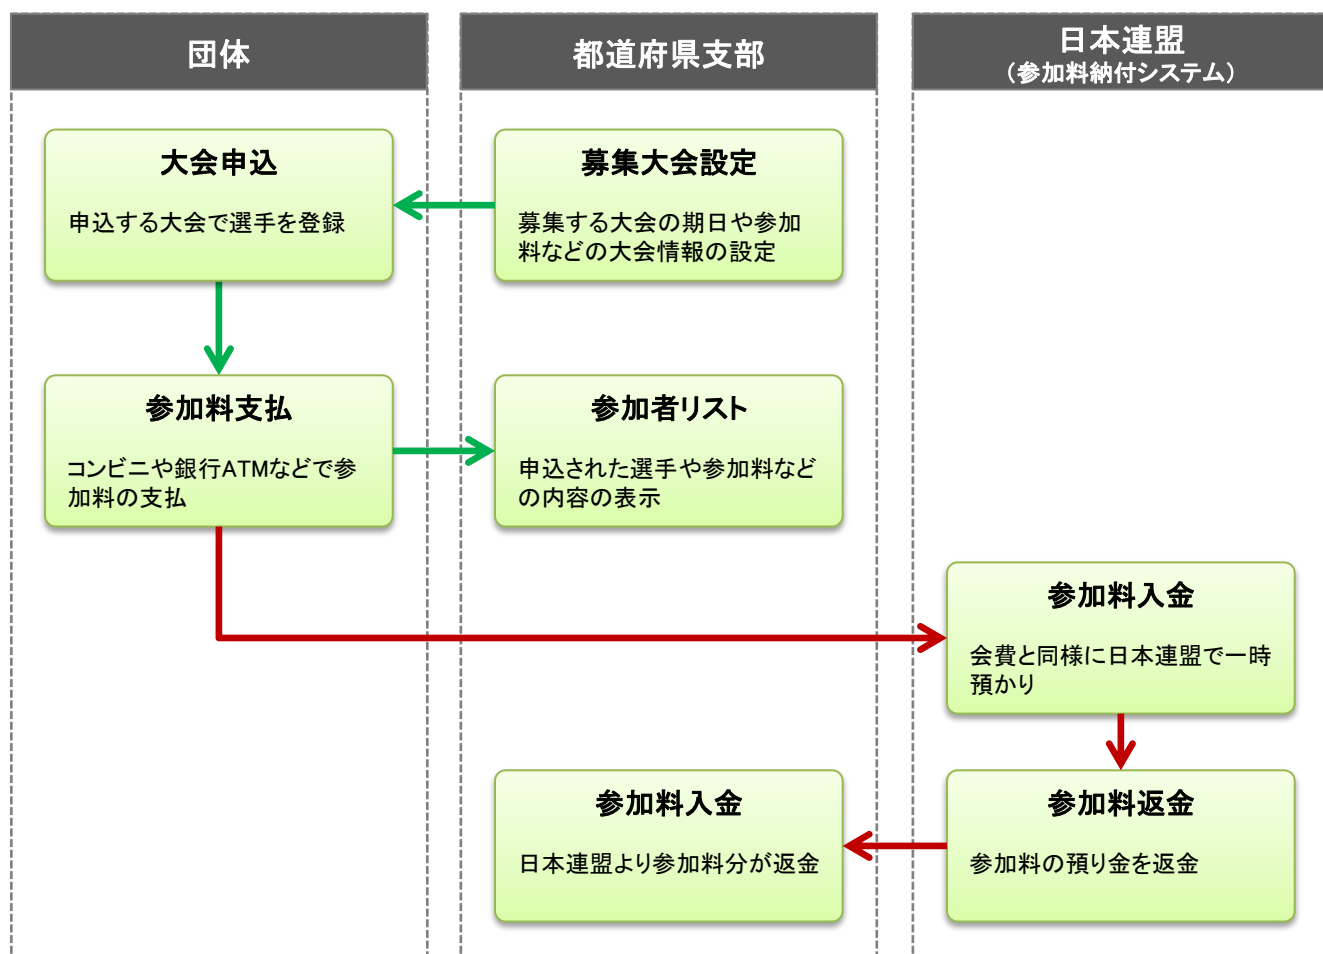 団体
都道府県支部
日本連盟
(参加料納付システム)
大会申込
申込する大会で選手を登録
募集大会設定
募集する大会の期日や参加
料などの大会情報の設定
参加料支払
コンビニや銀行ATMなどで参
加料の支払
参加者リスト
申込された選手や参加料など
の内容の表示
参加料入金
会費と同様に日本連盟で一時
預かり
参加料入金
日本連盟より参加料分が返金
参加料返金
参加料の預り金を返金